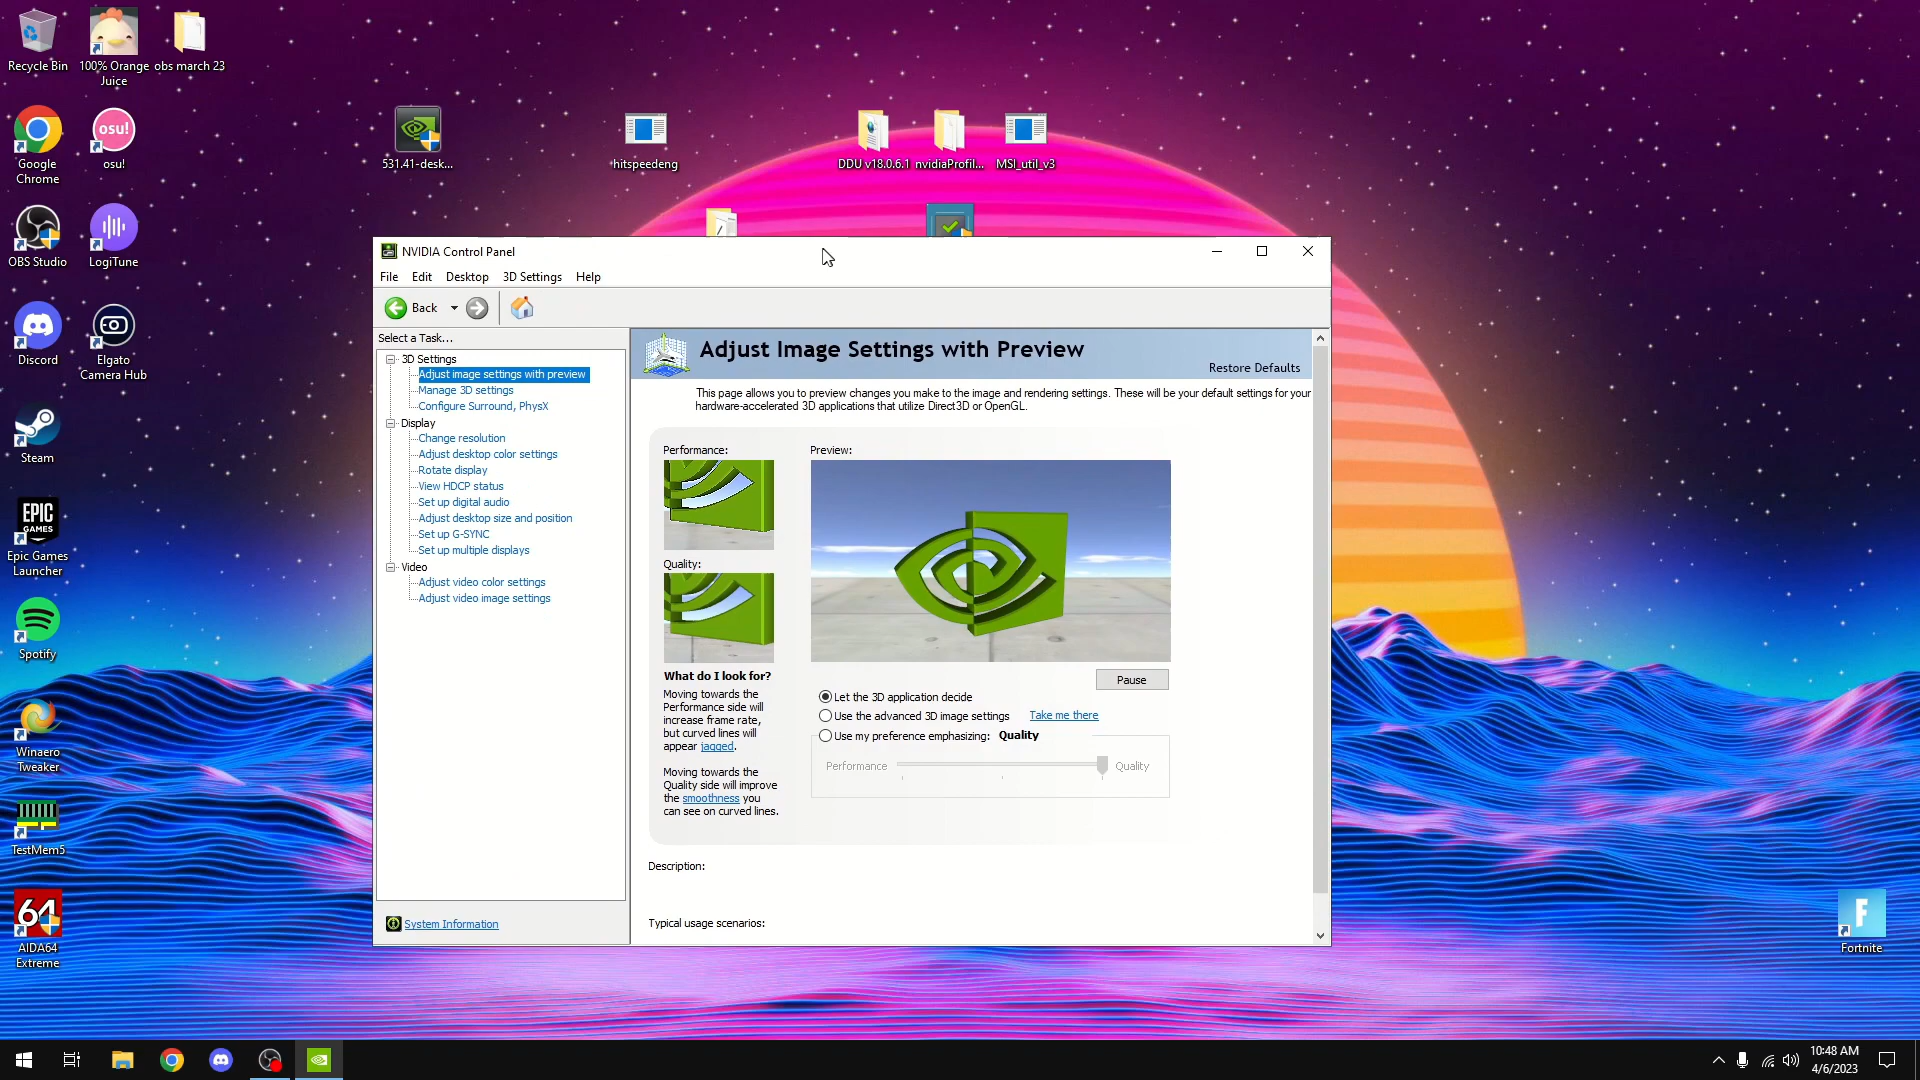 Recycle Bin
100% Orange
Juice
obs march 23
Google
Chrome
osu!
osu!
531.41-desk...
hitspeedeng
DDU v18.0.6.1
nvidiaProfil...
MSI_util_v3
OBS Studio
LogiTune
Discord
Elgato
Camera Hub
Steam
EPIC
GAMES
Epic Games
Launcher
Spotify
Winaero
Tweaker
TestMem5
64
AIDA64
Extreme
NVIDIA Control Panel
File Edit Desktop 3D Settings Help
Back
Select a Task...
3D Settings
Adjust image settings with preview
Manage 3D settings
Configure Surround, PhysX
Display
Change resolution
Adjust desktop color settings
Rotate display
View HDCP status
Set up digital audio
Adjust desktop size and position
Set up G-SYNC
Set up multiple displays
Video
Adjust video color settings
Adjust video image settings
System Information
Adjust Image Settings with Preview
Restore Defaults
This page allows you to preview changes you make to the image and rendering settings. These will be your default settings for your
hardware-accelerated 3D applications that utilize Direct3D or OpenGL.
Performance:
Quality:
What do I look for?
Moving towards the
Performance side will
increase frame rate,
but curved lines will
appear jagged.
Moving towards the
Quality side will improve
the smoothness you
can see on curved lines.
Preview:
Pause
Let the 3D application decide
Use the advanced 3D image settings Take me there
Use my preference emphasizing: Quality
Performance Quality
Description:
Typical usage scenarios:
F
Fortnite
10:48 AM
4/6/2023